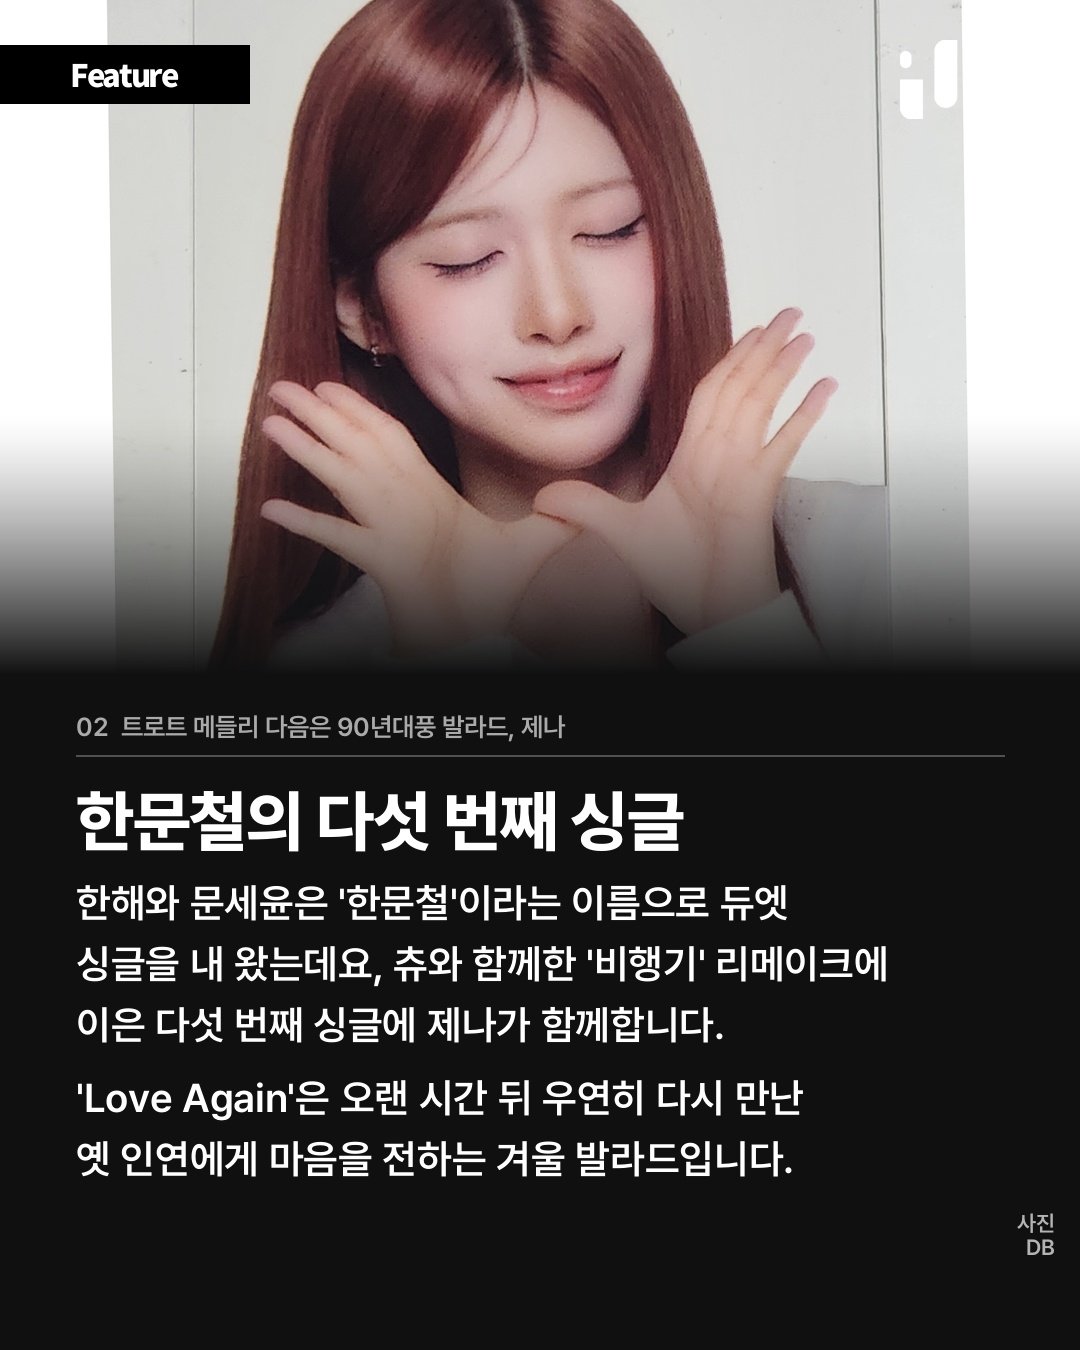 Feature
02 트로트 메들리 다음은 90년대풍 발라드, 제나
한문철의 다섯 번째 싱글
한해와 문세윤은 '한문철'이라는 이름으로 듀엣
싱글을 내 왔는데요, 츄와 함께한 '비행기' 리메이크에
이은 다섯 번째 싱글에 제나가 함께합니다.
'Love Again'은 오랜 시간 뒤 우연히 다시 만난
옛 인연에게 마음을 전하는 겨울 발라드입니다.
사진
DB